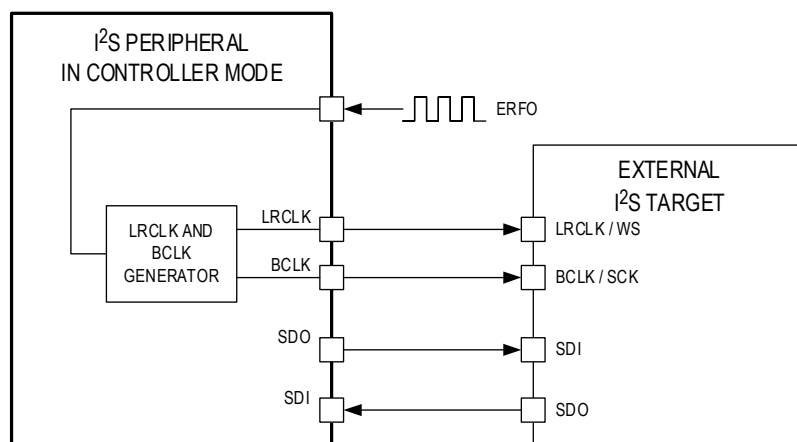 I²S PERIPHERAL
IN CONTROLLER MODE
ERFO
EXTERNAL
I²S TARGET
LRCLK AND
BCLK
GENERATOR
LRCLK
LRCLK / WS
BCLK
BCLK / SCK
SDO
SDI
SDI
SDO